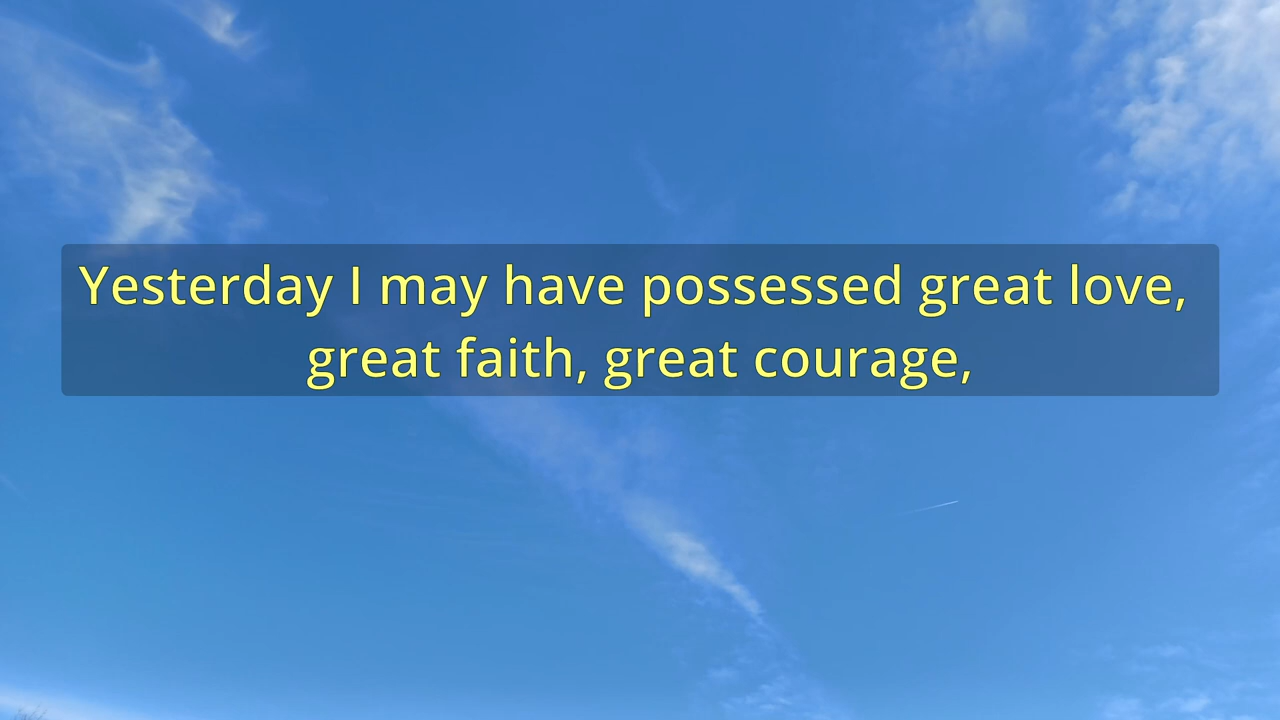 Yesterday I may have possessed great love,
great faith, great courage,